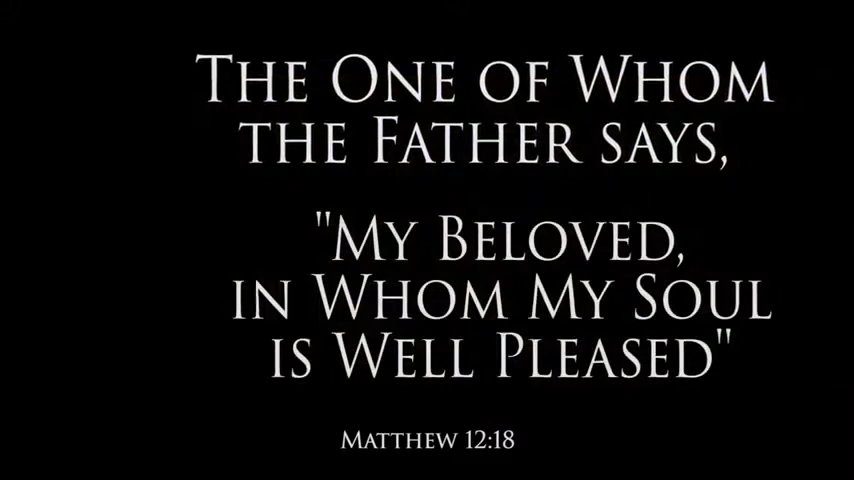 The One of Whom
the Father says,
"My Beloved,
in Whom My Soul
is Well Pleased"
Matthew 12:18